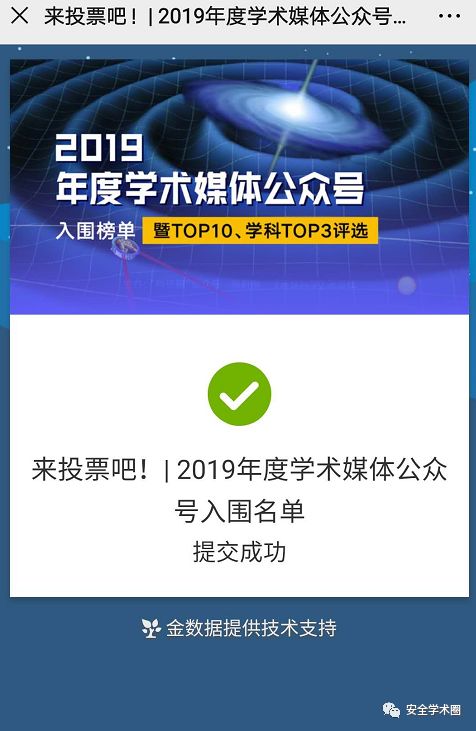 来投票吧！| 2019年度学术媒体公众号...
2019
年度学术媒体公众号
入围榜单 暨TOP10、学科TOP3评选
来投票吧！| 2019年度学术媒体公众
号入围名单
提交成功
金数据提供技术支持
安全学术圈